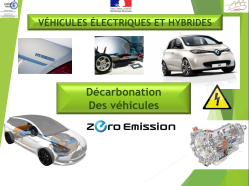 VÉHICULES ÉLECTRIQUES ET HYBRIDES
Décarbonation
Des véhicules
Zero Emission